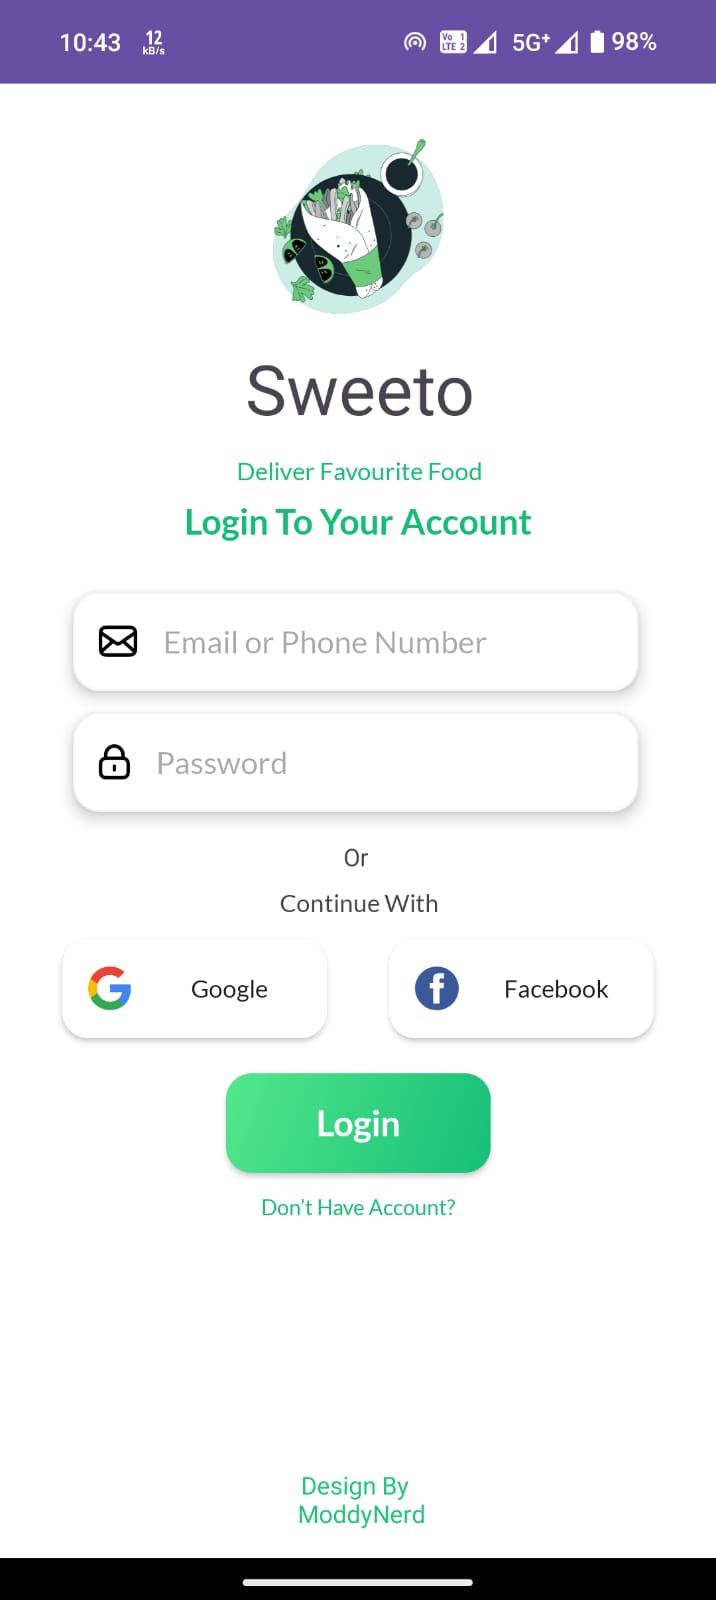 10:43 12 kB/s Vo 1 LTE 2 5G+ 98%
Sweeto
Deliver Favourite Food
Login To Your Account
Email or Phone Number
Password
Or
Continue With
Google Facebook
Login
Don't Have Account?
Design By
ModdyNerd